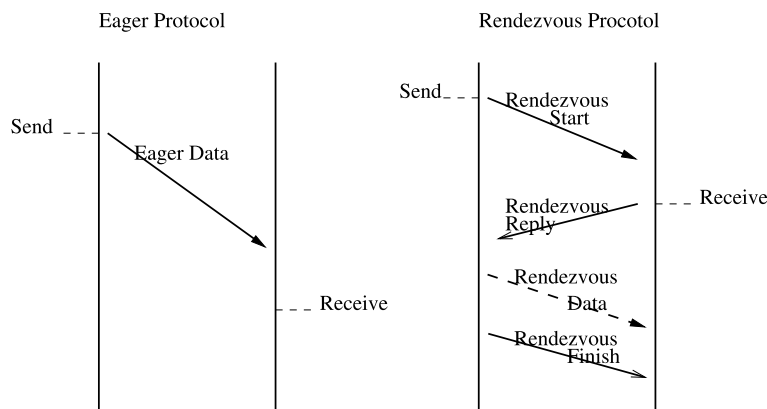 Eager Protocol
Send
Eager Data
Receive
Rendezvous Procotol
Send
Rendezvous
Start
Receive
Rendezvous
Reply
Rendezvous
Data
Rendezvous
Finish